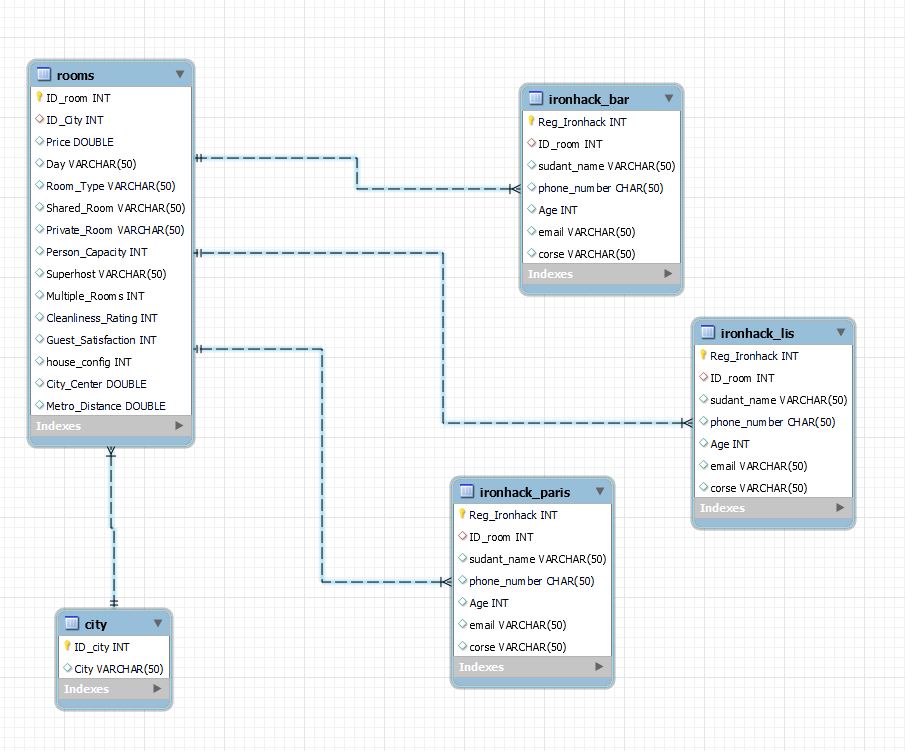 rooms
ID_room INT
ID_City INT
Price DOUBLE
Day VARCHAR(50)
Room_Type VARCHAR(50)
Shared_Room VARCHAR(50)
Private_Room VARCHAR(50)
Person_Capacity INT
Superhost VARCHAR(50)
Multiple_Rooms INT
Cleanliness_Rating INT
Guest_Satisfaction INT
house_config INT
City_Center DOUBLE
Metro_Distance DOUBLE
Indexes
ironhack_bar
Reg_Ironhack INT
ID_room INT
sudant_name VARCHAR(50)
phone_number CHAR(50)
Age INT
email VARCHAR(50)
corse VARCHAR(50)
Indexes
ironhack_lis
Reg_Ironhack INT
ID_room INT
sudant_name VARCHAR(50)
phone_number CHAR(50)
Age INT
email VARCHAR(50)
corse VARCHAR(50)
Indexes
ironhack_paris
Reg_Ironhack INT
ID_room INT
sudant_name VARCHAR(50)
phone_number CHAR(50)
Age INT
email VARCHAR(50)
corse VARCHAR(50)
Indexes
city
ID_city INT
City VARCHAR(50)
Indexes